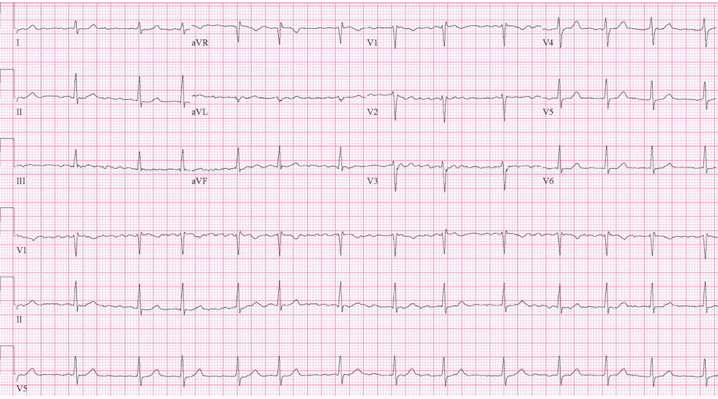 I aVR V1 V4
II aVL V2 V5
III aVF V3 V6
V1
II
V5